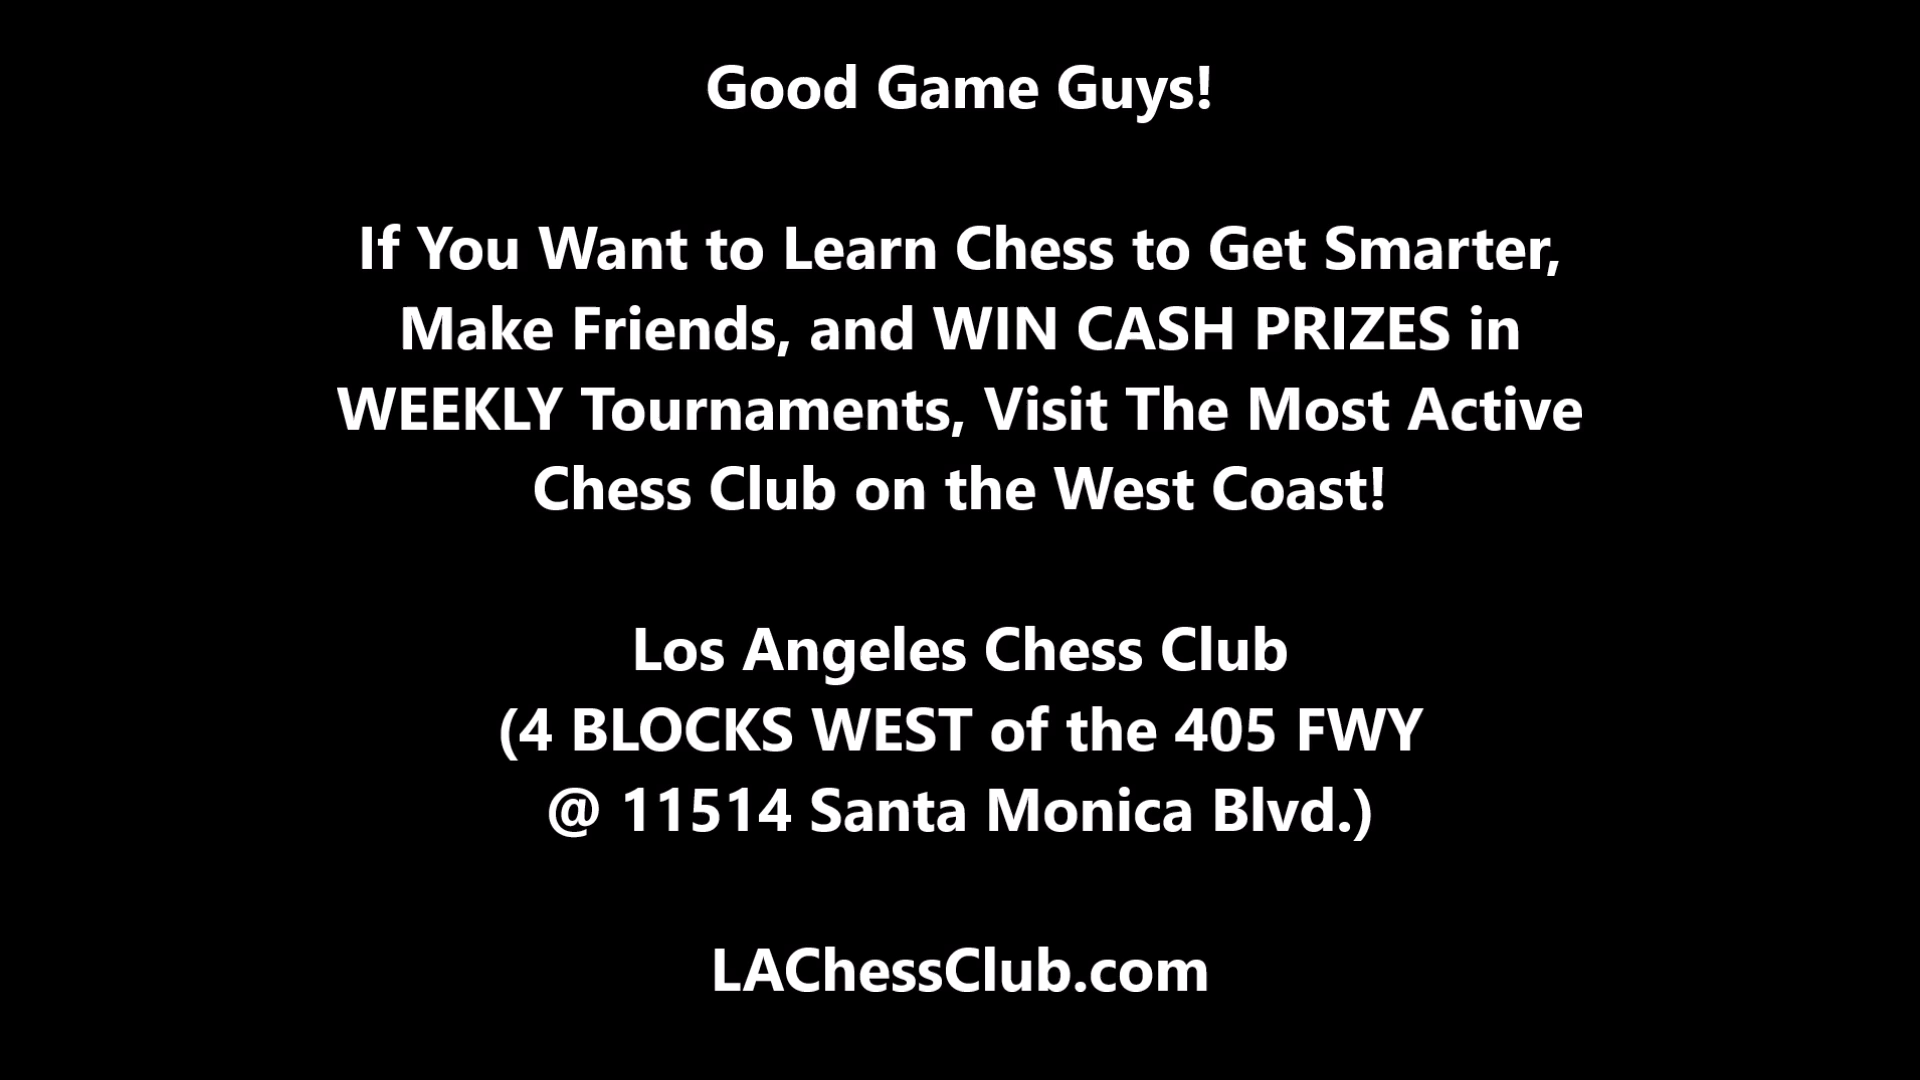 Good Game Guys!
If You Want to Learn Chess to Get Smarter,
Make Friends, and WIN CASH PRIZES in
WEEKLY Tournaments, Visit The Most Active
Chess Club on the West Coast!
Los Angeles Chess Club
(4 BLOCKS WEST of the 405 FWY
@ 11514 Santa Monica Blvd.)
LAChessClub.com